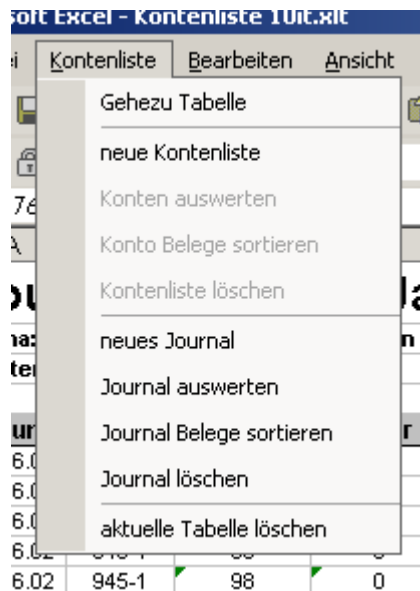 soft Excel - Kontenliste 10it.xlt
Kontenliste Bearbeiten Ansicht
Gehezu Tabelle
neue Kontenliste
Konten auswerten
Konto Belege sortieren
Kontenliste löschen
neues Journal
Journal auswerten
Journal Belege sortieren
Journal löschen
aktuelle Tabelle löschen
6.02 945-1 98 0